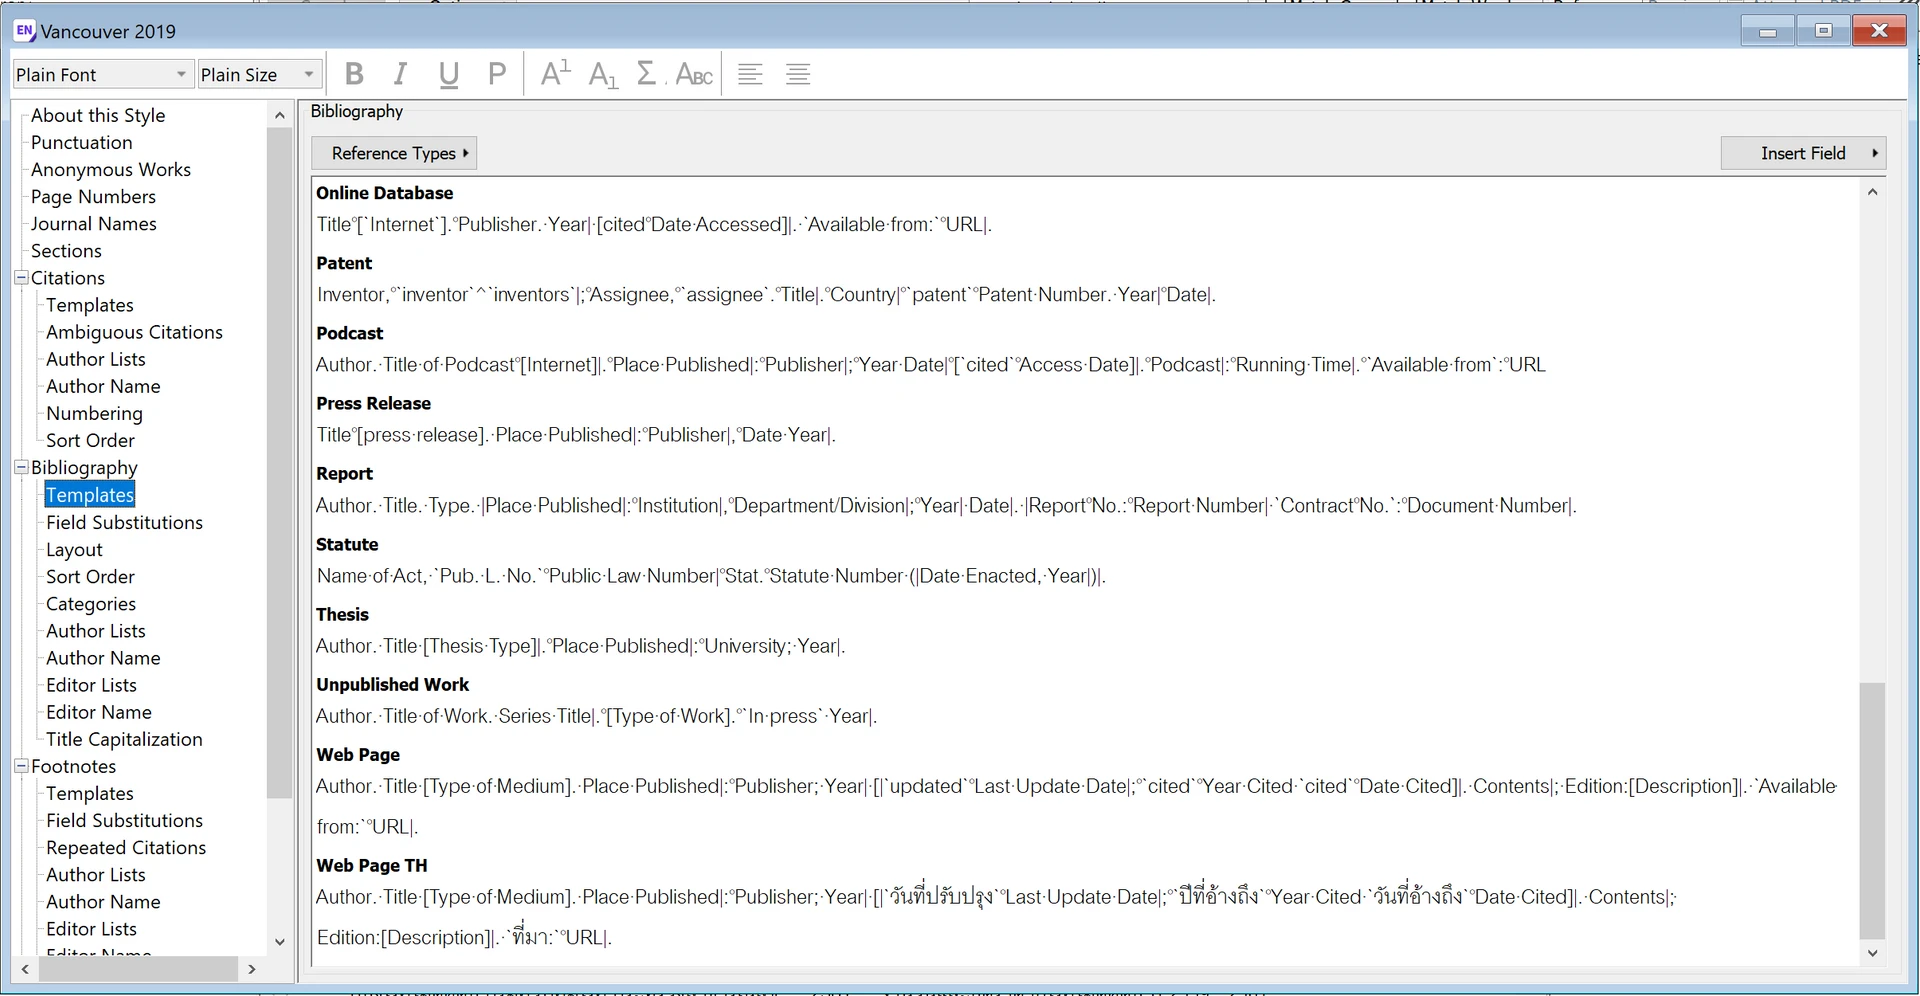 Vancouver 2019
Plain Font
Plain Size
B I U P A1 A1 Σ ABC
About this Style
Punctuation
Anonymous Works
Page Numbers
Journal Names
Sections
Citations
Templates
Ambiguous Citations
Author Lists
Author Name
Numbering
Sort Order
Bibliography
Templates
Field Substitutions
Layout
Sort Order
Categories
Author Lists
Author Name
Editor Lists
Editor Name
Title Capitalization
Footnotes
Templates
Field Substitutions
Repeated Citations
Author Lists
Author Name
Editor Lists
Editor Name
Bibliography
Reference Types
Insert Field
Online Database
Title°[`Internet`].°Publisher.·Year|·[cited°Date·Accessed]|.·`Available·from:`°URL|.
Patent
Inventor,°`inventor`^`inventors`|;°Assignee,°`assignee`.°Title|.°Country|°`patent`°Patent·Number.·Year|°Date|.
Podcast
Author.·Title·of·Podcast°[Internet]|.°Place·Published|:°Publisher|;°Year·Date|°[`cited`°Access·Date]|.°Podcast|:°Running·Time|.°`Available·from`:°URL
Press Release
Title°[press·release].·Place·Published|:°Publisher|,°Date·Year|.
Report
Author.·Title.·Type.·|Place·Published|:°Institution|,°Department/Division|;°Year|·Date|.·|Report°No.:°Report·Number|·`Contract°No.`:°Document·Number|.
Statute
Name·of·Act,·`Pub.·L.·No.`°Public·Law·Number|°Stat.°Statute·Number·(|Date·Enacted,·Year|)|.
Thesis
Author.·Title·[Thesis·Type]|.°Place·Published|:°University;·Year|.
Unpublished Work
Author.·Title·of·Work.·Series·Title|.°[Type·of·Work].°`In·press`·Year|.
Web Page
Author.·Title·[Type·of·Medium].·Place·Published|:°Publisher;·Year|·[|`updated`°Last·Update·Date|;°`cited`°Year·Cited·`cited`°Date·Cited]|.·Contents|;·Edition:[Description]|.·`Available·
from:`°URL|.
Web Page TH
Author.·Title·[Type·of·Medium].·Place·Published|:°Publisher;·Year|·[|`วันที่ปรับปรุง`°Last·Update·Date|;°`ปีที่อ้างถึง`°Year·Cited·`วันที่อ้างถึง`°Date·Cited]|.·Contents|;·
Edition:[Description]|.·`ที่มา:`°URL|.